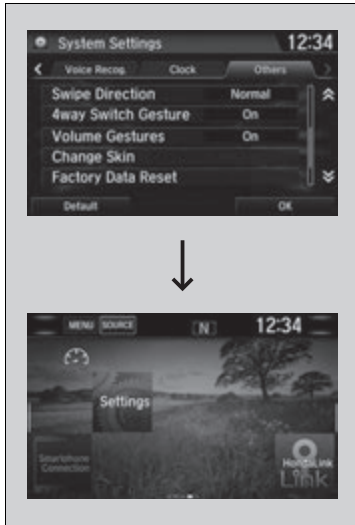 System Settings 12:34
Voice Recog. Clock Others
Swipe Direction Normal
4way Switch Gesture On
Volume Gestures On
Change Skin
Factory Data Reset
Default OK
MENU SOURCE N 12:34
Settings
Smartphone
Connection
HondaLink
Link